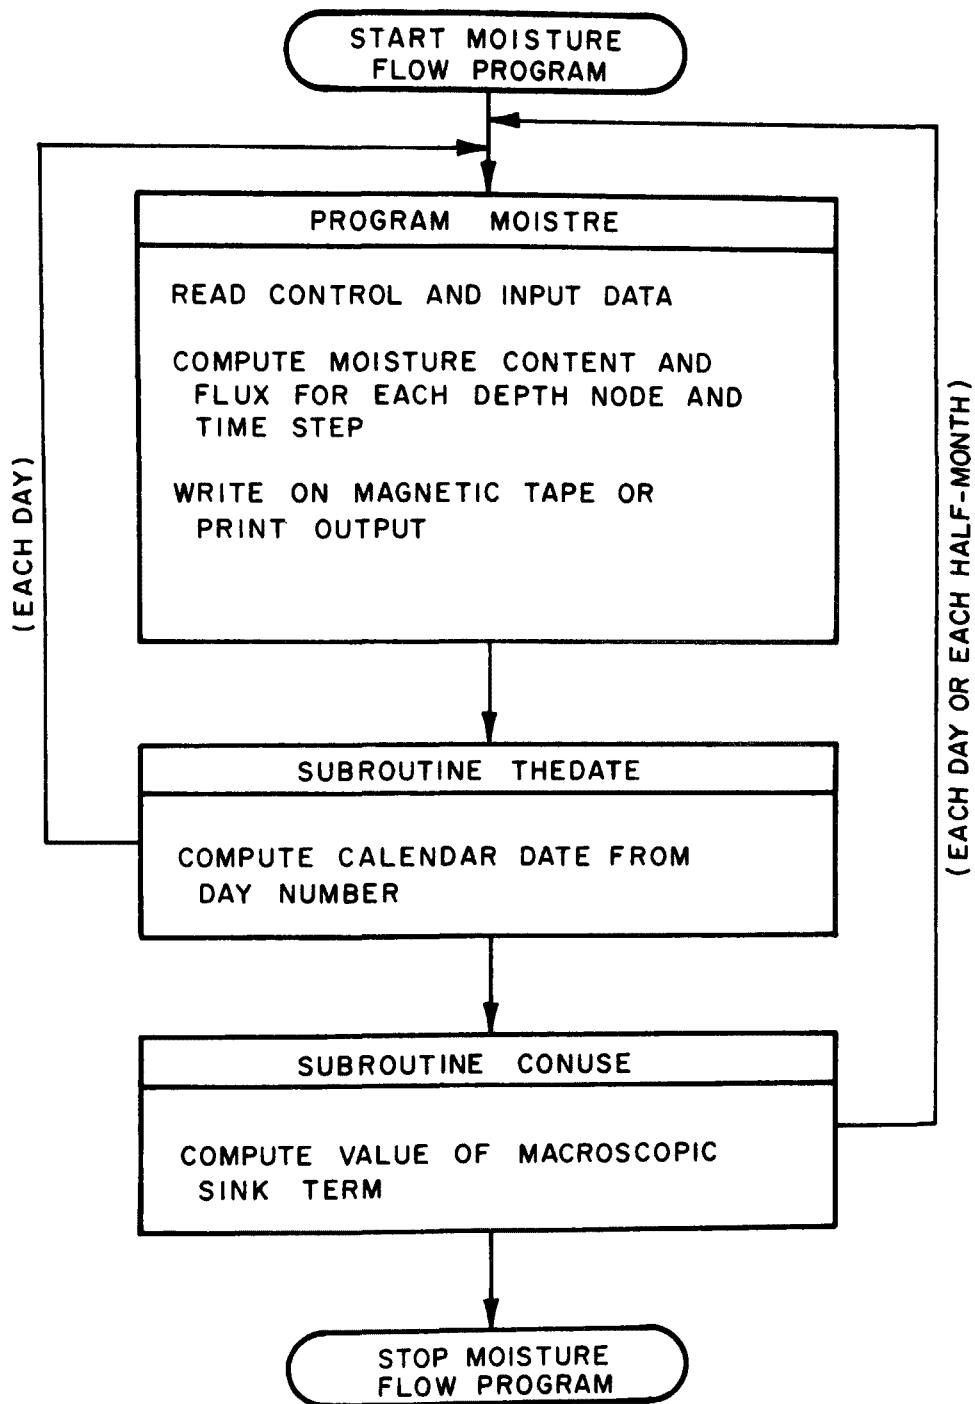 START MOISTURE
FLOW PROGRAM
PROGRAM MOISTRE
READ CONTROL AND INPUT DATA
COMPUTE MOISTURE CONTENT AND
FLUX FOR EACH DEPTH NODE AND
TIME STEP
WRITE ON MAGNETIC TAPE OR
PRINT OUTPUT
(EACH DAY)
(EACH DAY OR EACH HALF-MONTH)
SUBROUTINE THEDATE
COMPUTE CALENDAR DATE FROM
DAY NUMBER
SUBROUTINE CONUSE
COMPUTE VALUE OF MACROSCOPIC
SINK TERM
STOP MOISTURE
FLOW PROGRAM